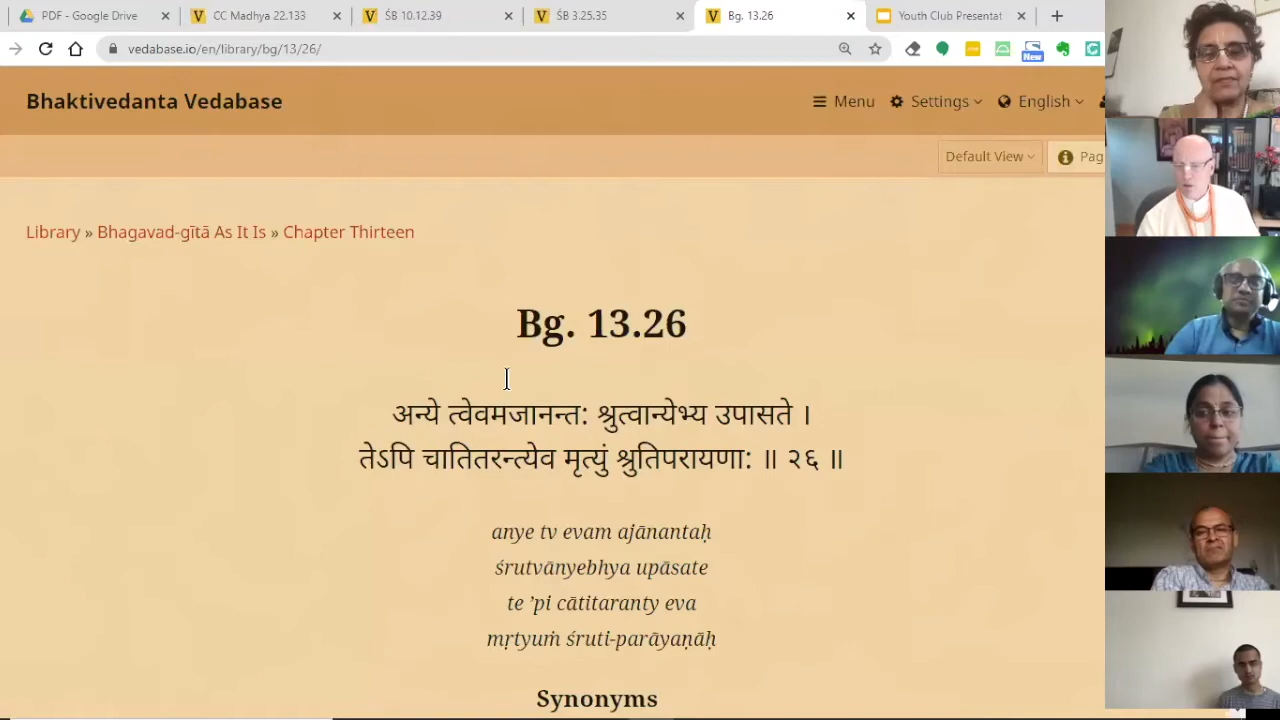 PDF - Google Drive
CC Madhya 22.133
ŚB 10.12.39
ŚB 3.25.35
Bg. 13.26
Youth Club Presentat
vedabase.io/en/library/bg/13/26/
New
Bhaktivedanta Vedabase
Menu
Settings
English
Default View
Pag
Library » Bhagavad-gītā As It Is » Chapter Thirteen
Bg. 13.26
अन्ये त्वेवमजानन्त: श्रुत्वान्येभ्य उपासते ।
तेऽपि चातितरन्त्येव मृत्युं श्रुतिपरायणा: ॥ २६ ॥
anye tv evam ajānantaḥ
śrutvānyebhya upāsate
te ’pi cātitaranty eva
mṛtyuṁ śruti-parāyaṇāḥ
Synonyms